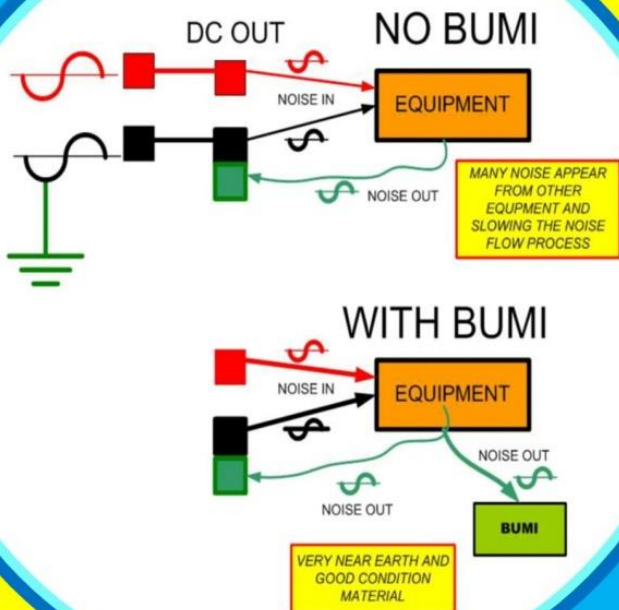 DC OUT
NO BUMI
NOISE IN
EQUIPMENT
NOISE OUT
MANY NOISE APPEAR
FROM OTHER
EQUPMENT AND
SLOWING THE NOISE
FLOW PROCESS
WITH BUMI
NOISE IN
EQUIPMENT
NOISE OUT
NOISE OUT
BUMI
VERY NEAR EARTH AND
GOOD CONDITION
MATERIAL